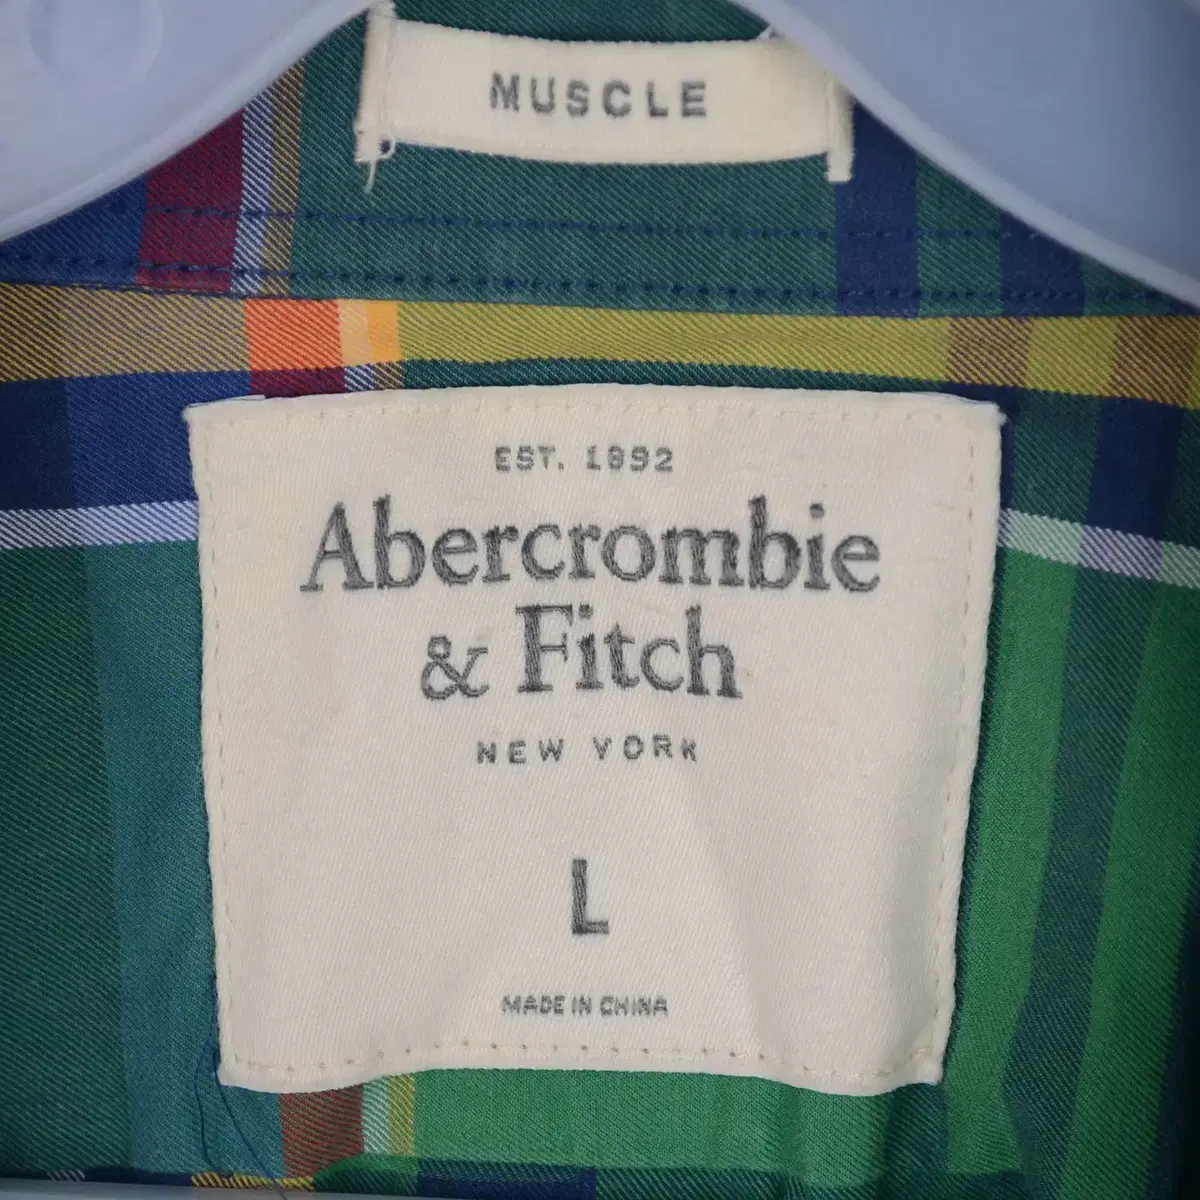 MUSCLE
EST. 1892
Abercrombie
& Fitch
NEW YORK
L
MADE IN CHINA